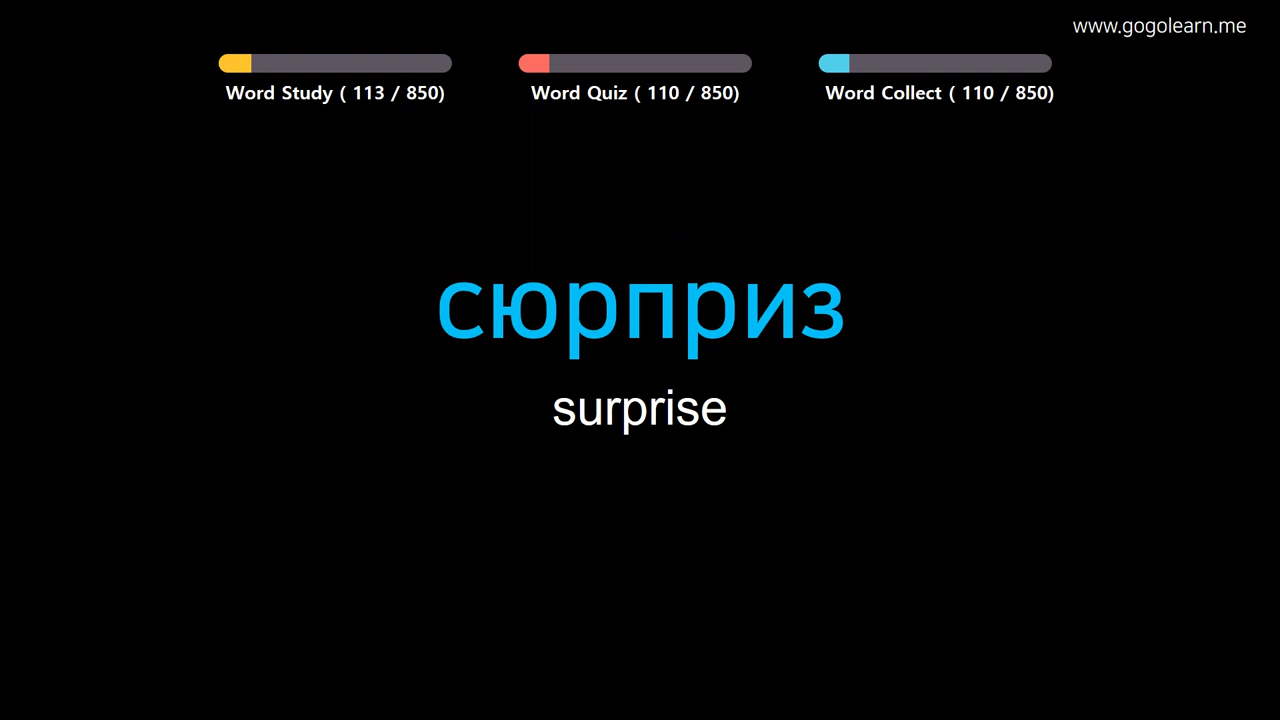 www.gogolearn.me
Word Study ( 113 / 850)
Word Quiz ( 110 / 850)
Word Collect ( 110 / 850)
сюрприз
surprise